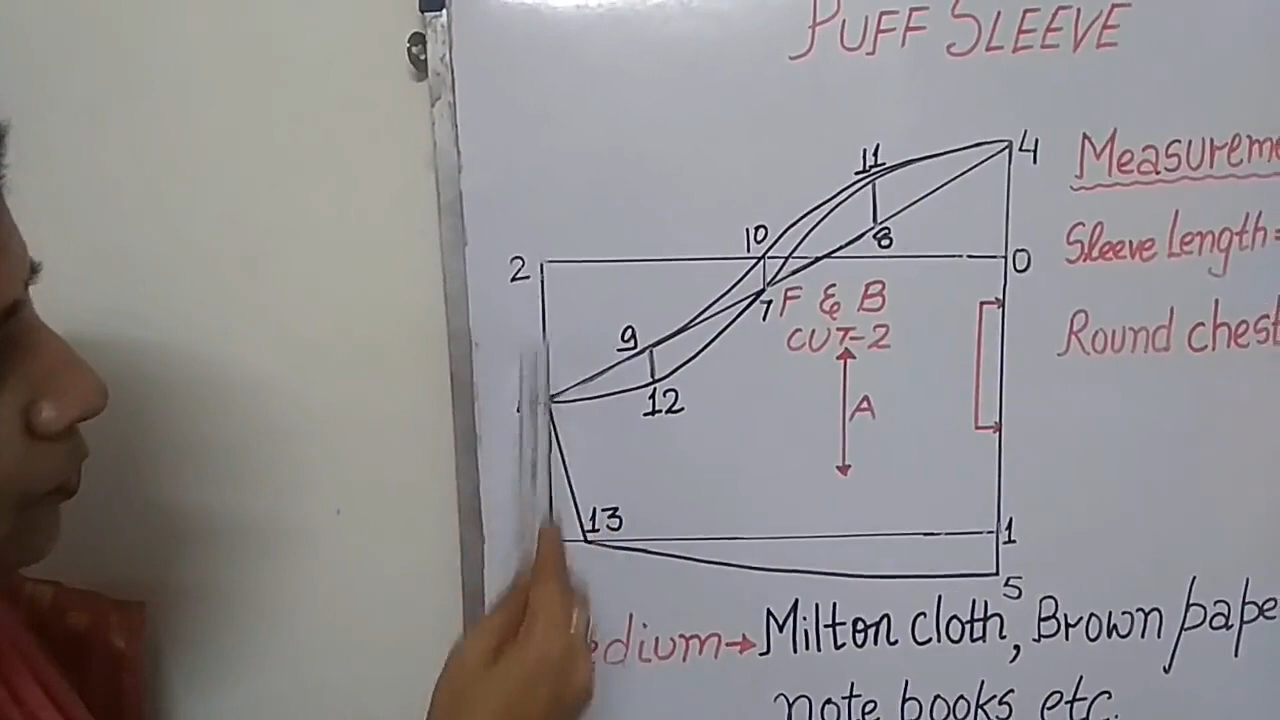 PUFF SLEEVE
11
4
Measurem
10
8
2
0
Sleeve Length=
7
F & B
CUT-2
9
Round chest
12
A
13
1
5
edium→ Milton cloth, Brown pape
note books etc.